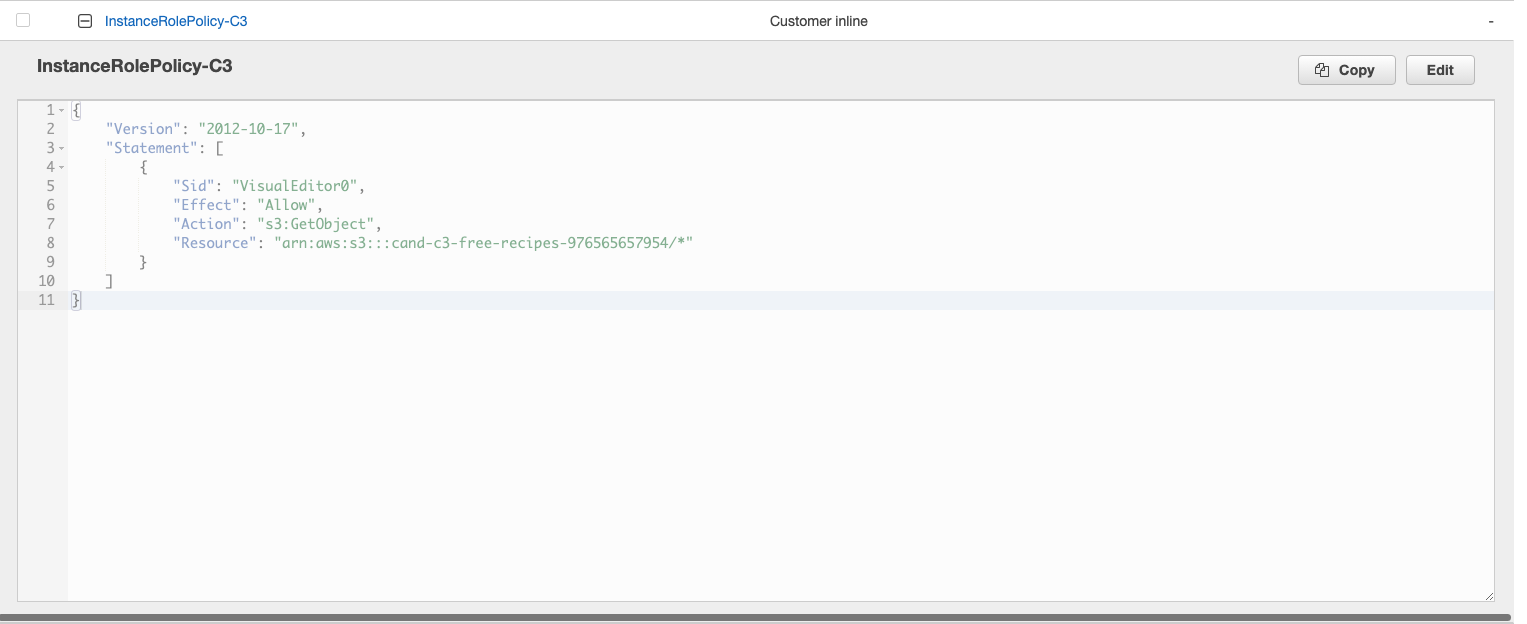 InstanceRolePolicy-C3 Customer inline -
InstanceRolePolicy-C3 Copy Edit
1 {
2 "Version": "2012-10-17",
3 "Statement": [
4 {
5 "Sid": "VisualEditor0",
6 "Effect": "Allow",
7 "Action": "s3:GetObject",
8 "Resource": "arn:aws:s3:::cand-c3-free-recipes-976565657954/*"
9 }
10 ]
11 }